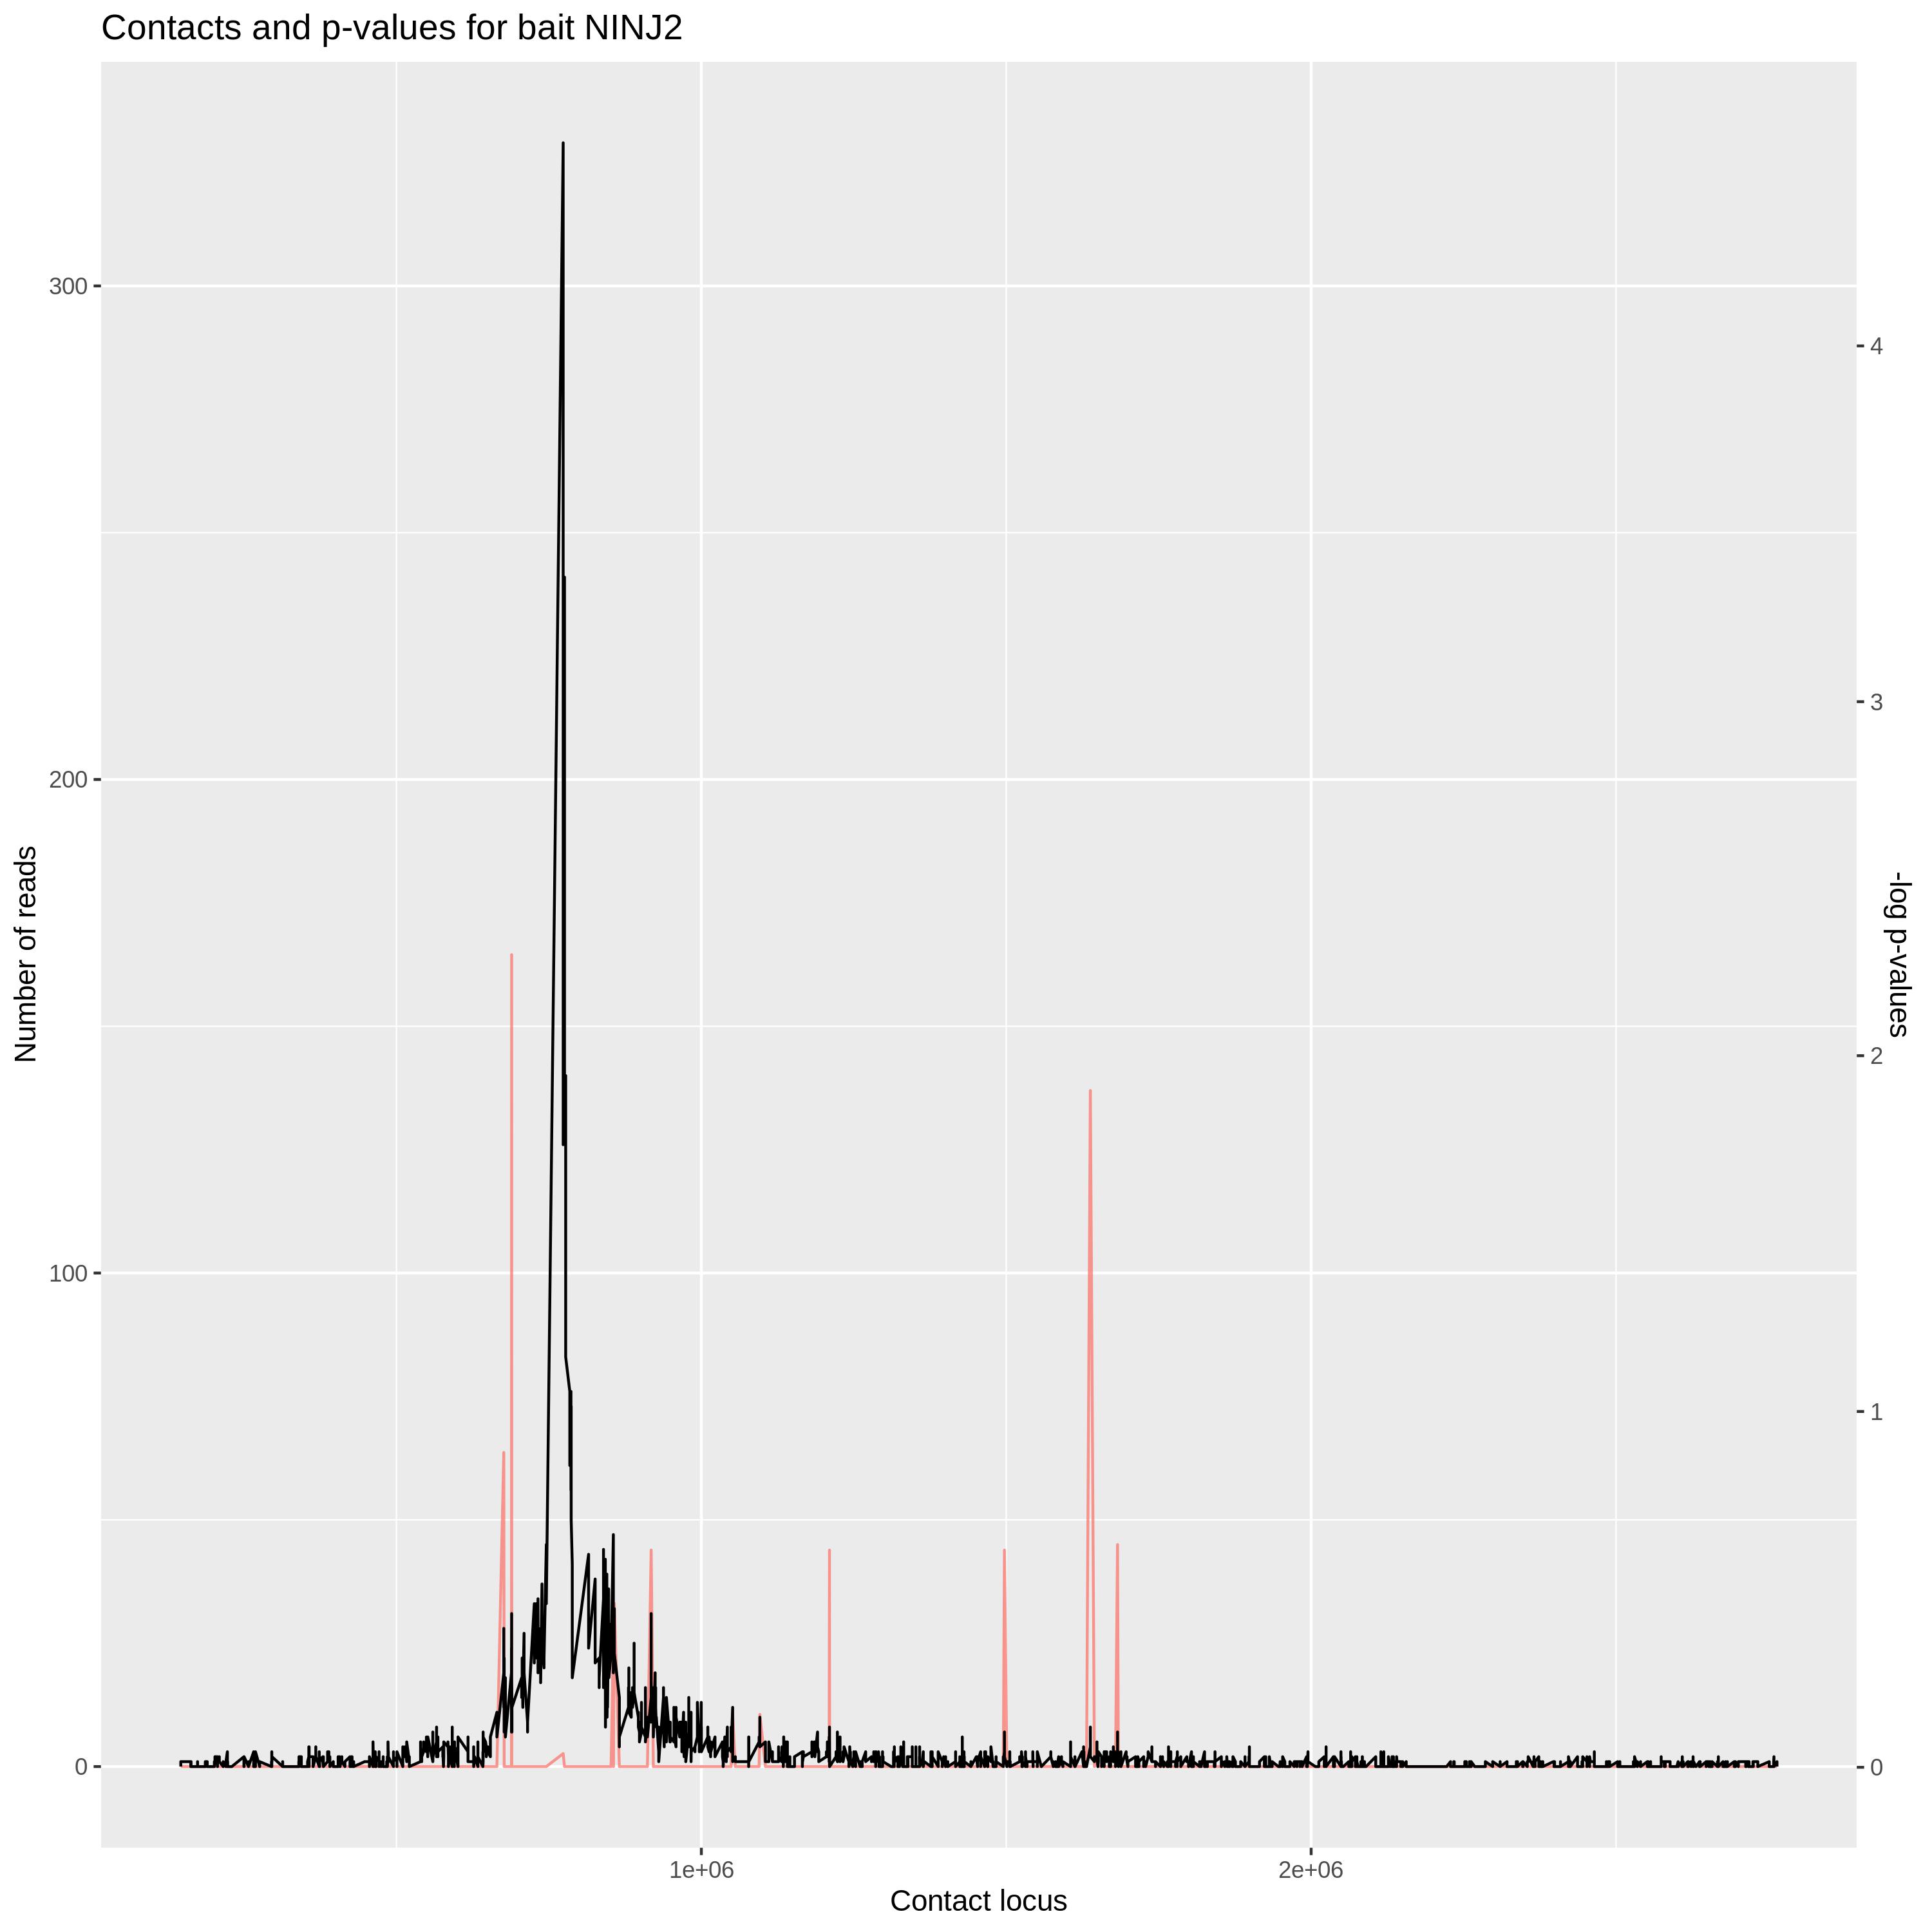 Contacts and p-values for bait NINJ2
300
200
100
0
Number of reads
4
3
2
1
0
-log p-values
1e+06
2e+06
Contact locus